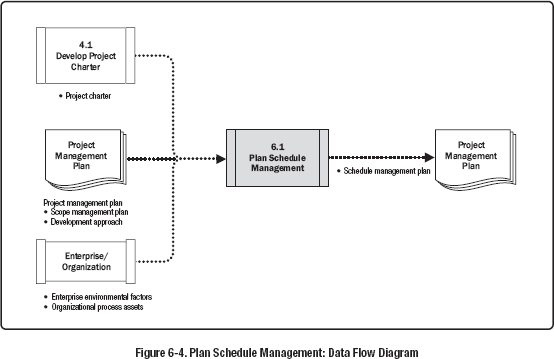 4.1
Develop Project
Charter
• Project charter
Project
Management
Plan
Project management plan
• Scope management plan
• Development approach
Enterprise/
Organization
• Enterprise environmental factors
• Organizational process assets
6.1
Plan Schedule
Management
• Schedule management plan
Project
Management
Plan
Figure 6-4. Plan Schedule Management: Data Flow Diagram